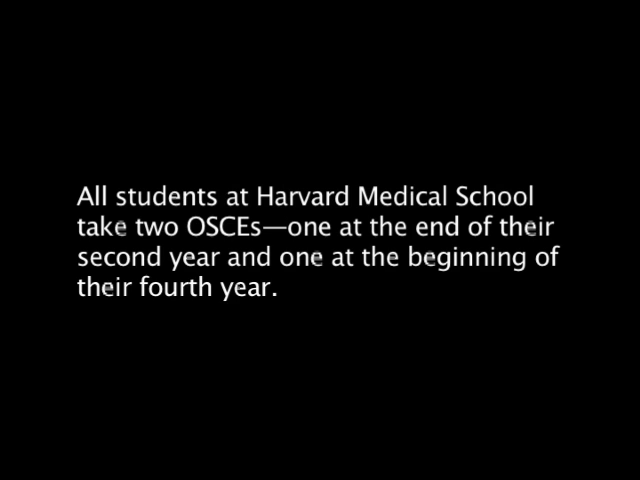 All students at Harvard Medical School
take two OSCEs—one at the end of their
second year and one at the beginning of
their fourth year.